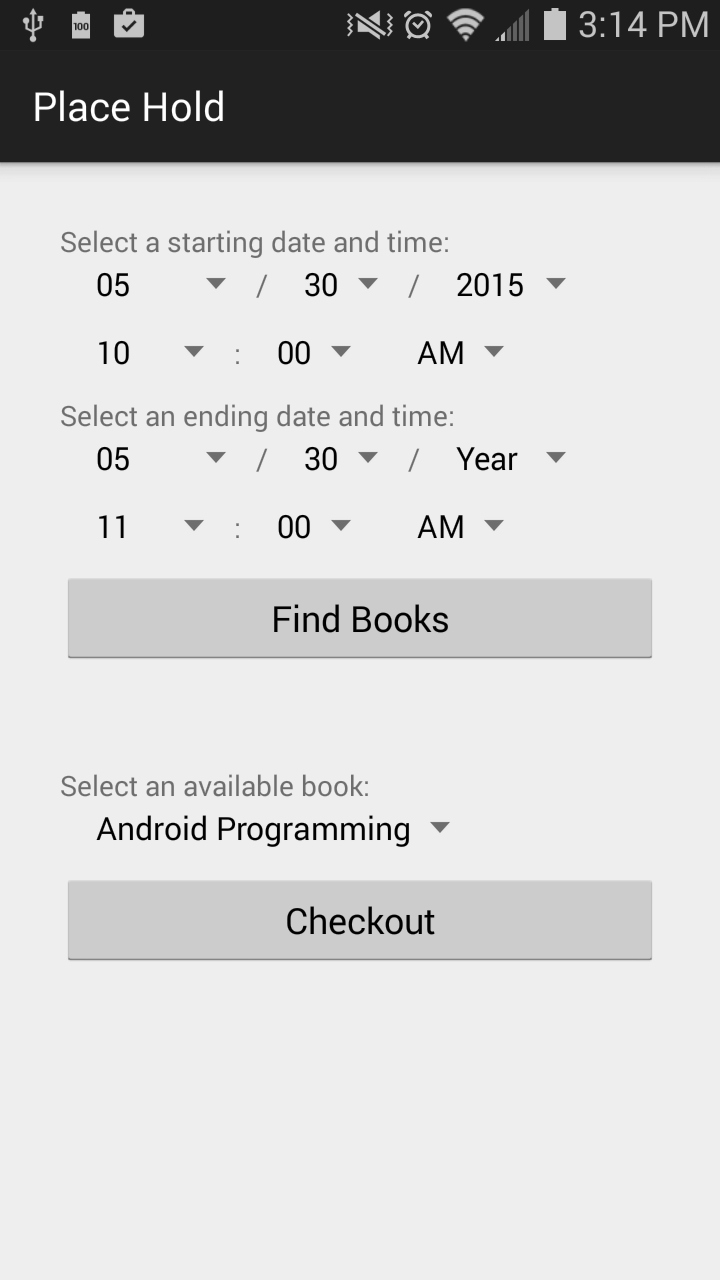 100 3:14 PM
Place Hold
Select a starting date and time:
05 / 30 / 2015
10 : 00 AM
Select an ending date and time:
05 / 30 / Year
11 : 00 AM
Find Books
Select an available book:
Android Programming
Checkout